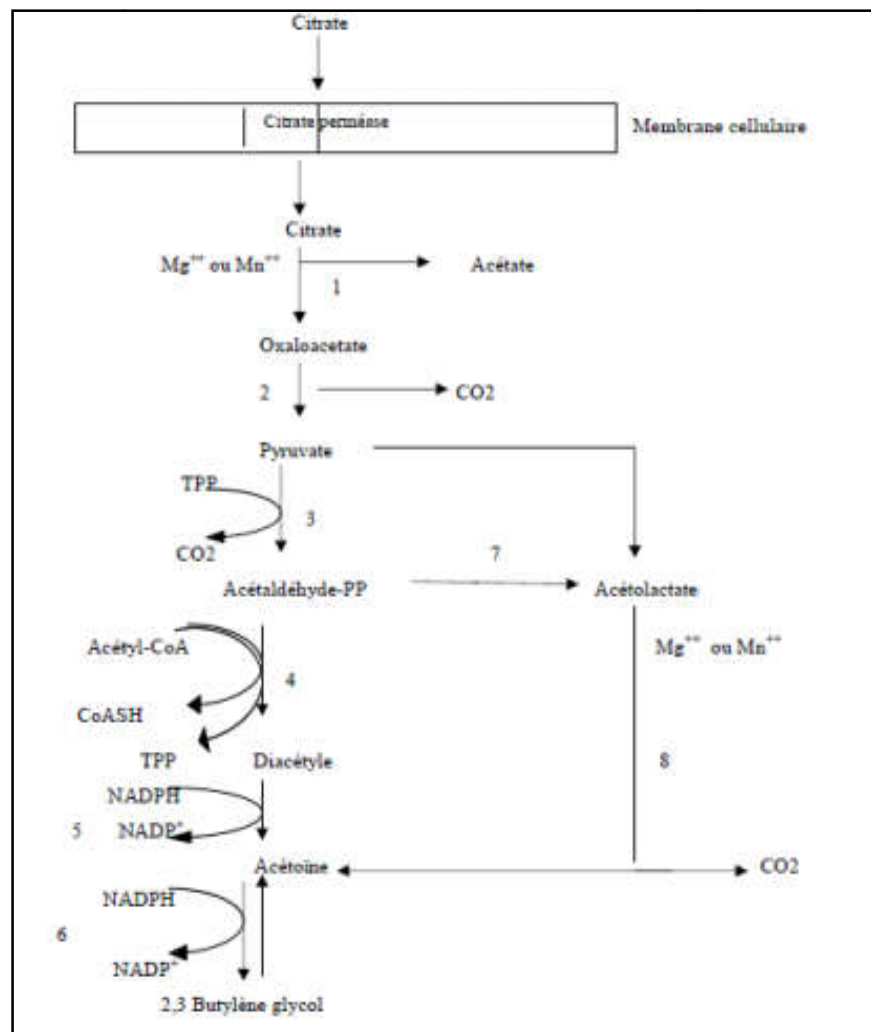 Citrate
Citrate perméase
Membrane cellulaire
Citrate
Mg++ ou Mn++
Acétate
1
Oxaloacetate
2
CO2
Pyruvate
TPP
3
CO2
7
Acétaldéhyde-PP
Acétolactate
Acétyl-CoA
Mg++ ou Mn++
4
CoASH
TPP
Diacétyle
8
NADPH
5
NADP+
Acétoïne
CO2
NADPH
6
NADP+
2,3 Butylène glycol